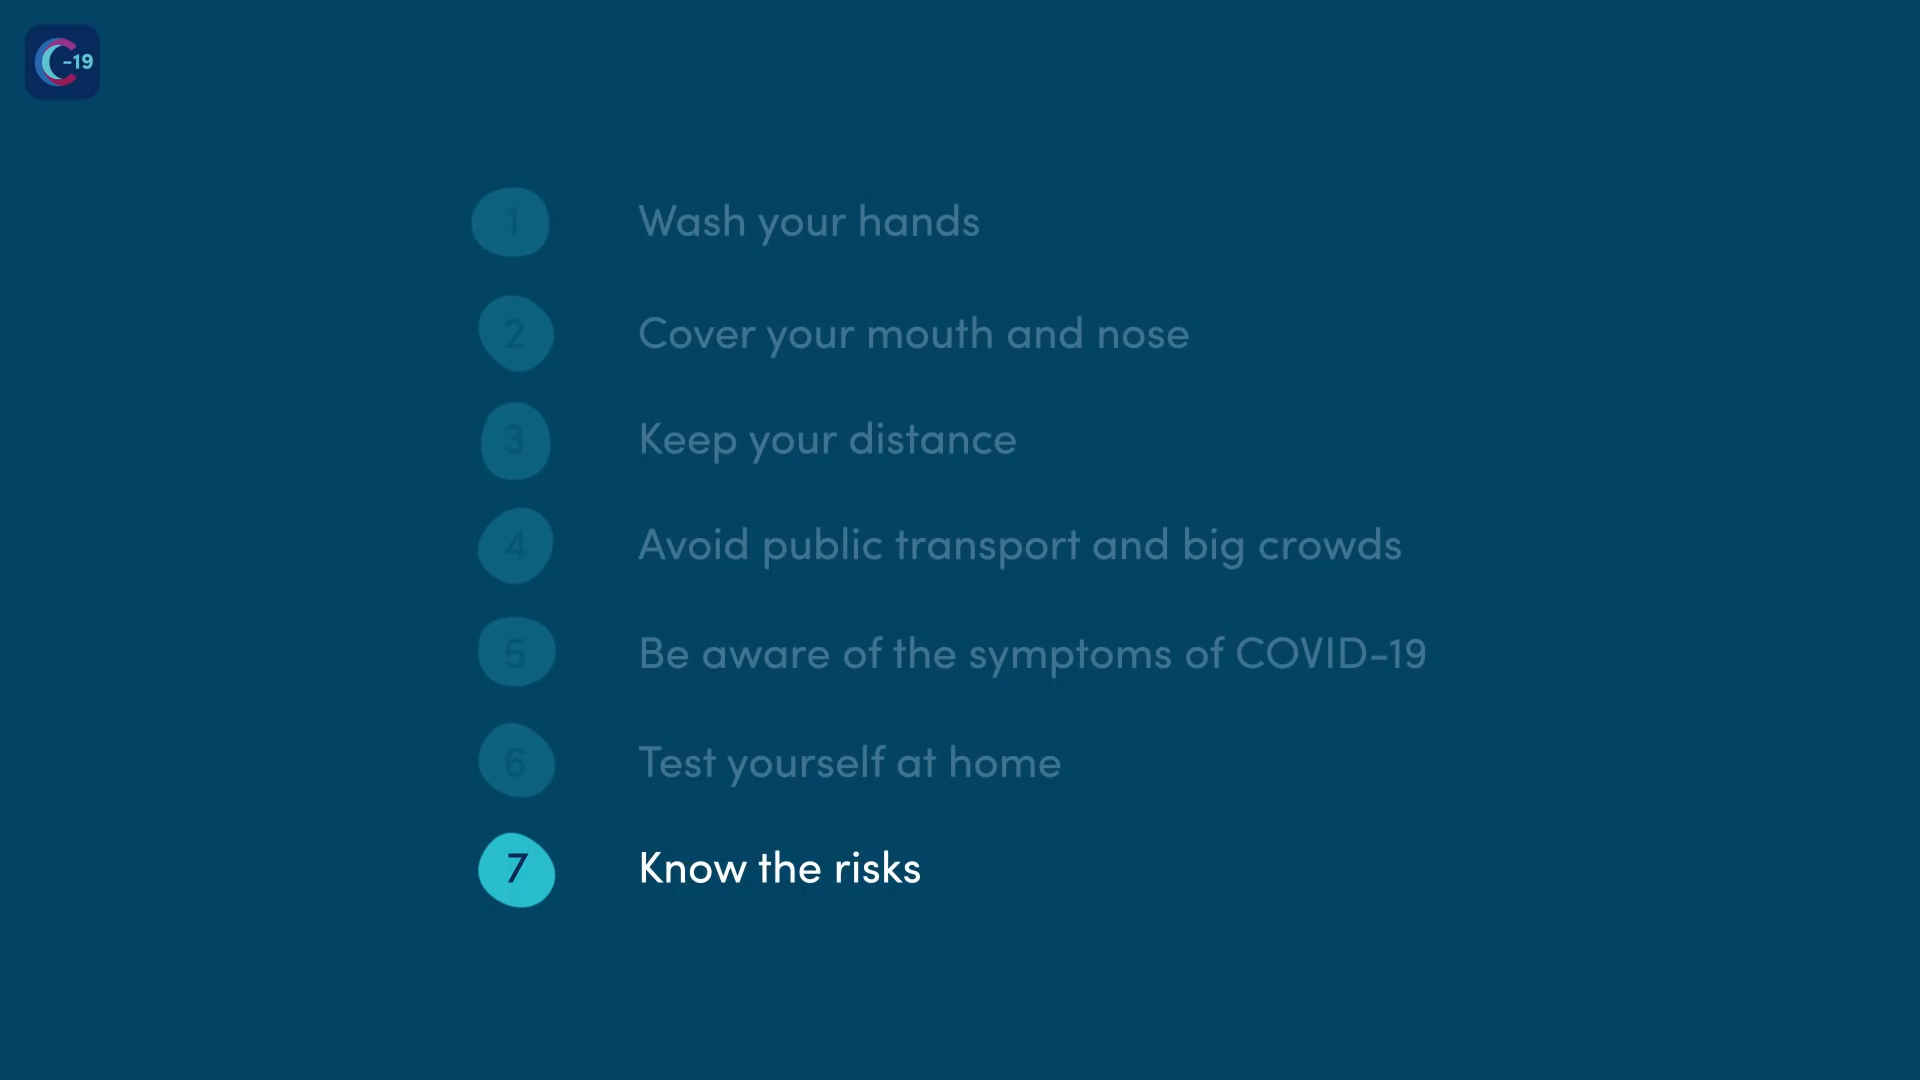 C-19
1 Wash your hands
2 Cover your mouth and nose
3 Keep your distance
4 Avoid public transport and big crowds
5 Be aware of the symptoms of COVID-19
6 Test yourself at home
7 Know the risks